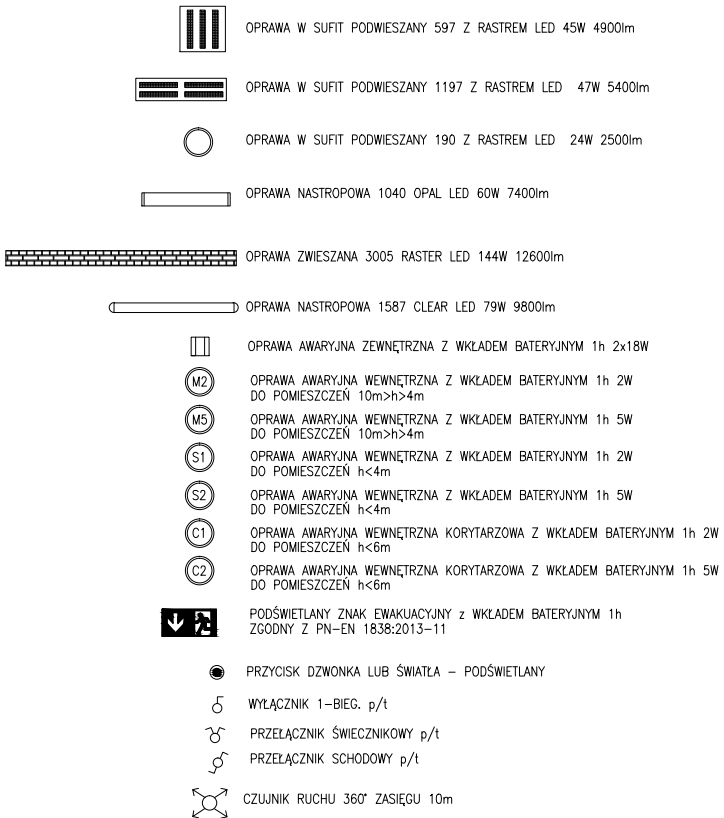 OPRAWA W SUFIT PODWIESZANY 597 Z RASTREM LED 45W 4900lm
OPRAWA W SUFIT PODWIESZANY 1197 Z RASTREM LED 47W 5400lm
OPRAWA W SUFIT PODWIESZANY 190 Z RASTREM LED 24W 2500lm
OPRAWA NASTROPOWA 1040 OPAL LED 60W 7400lm
OPRAWA ZWIESZANA 3005 RASTER LED 144W 12600lm
OPRAWA NASTROPOWA 1587 CLEAR LED 79W 9800lm
OPRAWA AWARYJNA ZEWNĘTRZNA Z WKŁADEM BATERYJNYM 1h 2x18W
M2 OPRAWA AWARYJNA WEWNĘTRZNA Z WKŁADEM BATERYJNYM 1h 2W
DO POMIESZCZEŃ 10m>h>4m
M5 OPRAWA AWARYJNA WEWNĘTRZNA Z WKŁADEM BATERYJNYM 1h 5W
DO POMIESZCZEŃ 10m>h>4m
S1 OPRAWA AWARYJNA WEWNĘTRZNA Z WKŁADEM BATERYJNYM 1h 2W
DO POMIESZCZEŃ h<4m
S2 OPRAWA AWARYJNA WEWNĘTRZNA Z WKŁADEM BATERYJNYM 1h 5W
DO POMIESZCZEŃ h<4m
C1 OPRAWA AWARYJNA WEWNĘTRZNA KORYTARZOWA Z WKŁADEM BATERYJNYM 1h 2W
DO POMIESZCZEŃ h<6m
C2 OPRAWA AWARYJNA WEWNĘTRZNA KORYTARZOWA Z WKŁADEM BATERYJNYM 1h 5W
DO POMIESZCZEŃ h<6m
PODŚWIETLANY ZNAK EWAKUACYJNY z WKŁADEM BATERYJNYM 1h
ZGODNY Z PN-EN 1838:2013-11
PRZYCISK DZWONKA LUB ŚWIATŁA – PODŚWIETLANY
WYŁĄCZNIK 1-BIEG. p/t
PRZEŁĄCZNIK ŚWIECZNIKOWY p/t
PRZEŁĄCZNIK SCHODOWY p/t
CZUJNIK RUCHU 360° ZASIĘGU 10m